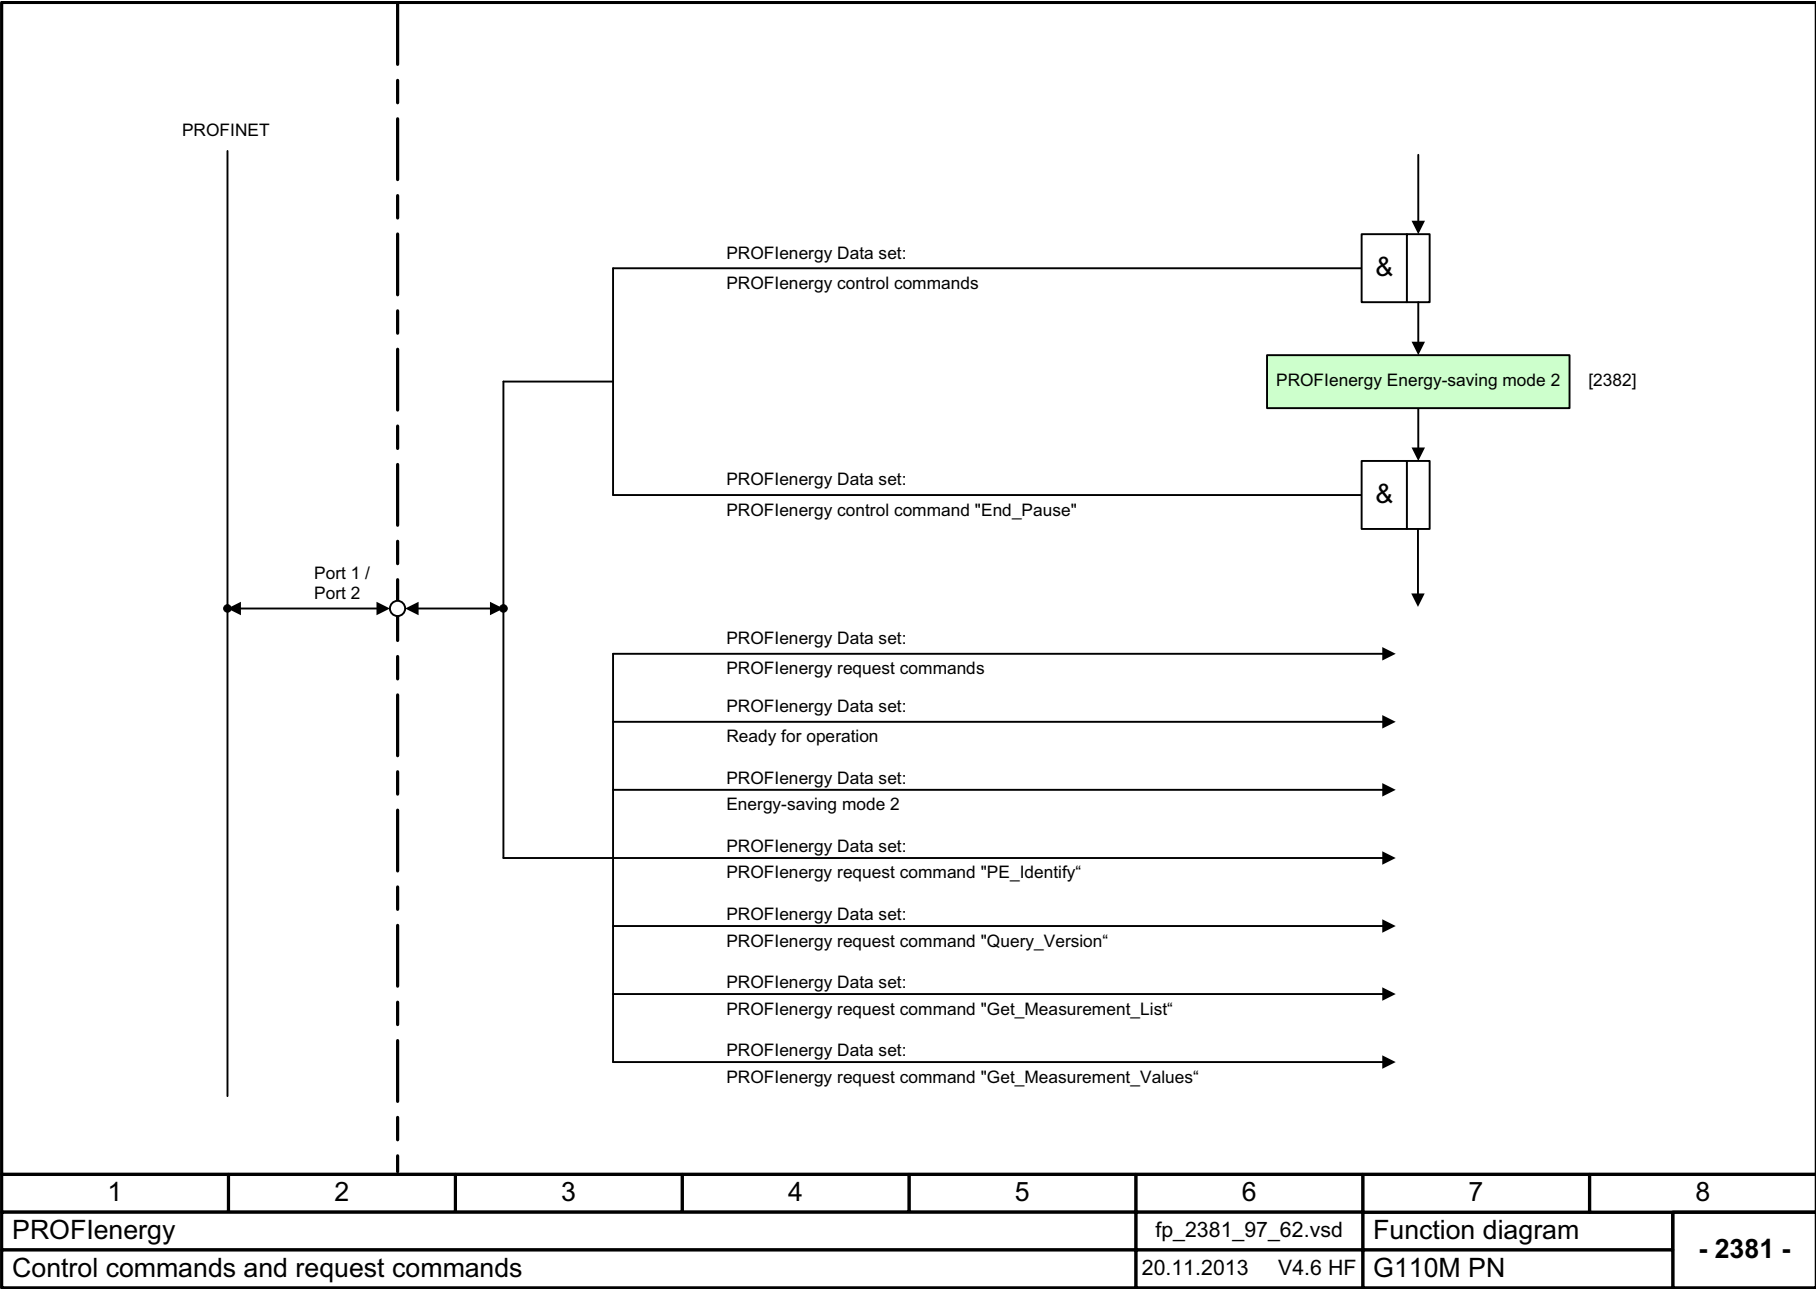 PROFINET
PROFIenergy Data set:
PROFIenergy control commands
&
PROFIenergy Energy-saving mode 2 [2382]
PROFIenergy Data set:
PROFIenergy control command "End_Pause"
&
Port 1 /
Port 2
PROFIenergy Data set:
PROFIenergy request commands
PROFIenergy Data set:
Ready for operation
PROFIenergy Data set:
Energy-saving mode 2
PROFIenergy Data set:
PROFIenergy request command "PE_Identify“
PROFIenergy Data set:
PROFIenergy request command "Query_Version“
PROFIenergy Data set:
PROFIenergy request command "Get_Measurement_List“
PROFIenergy Data set:
PROFIenergy request command "Get_Measurement_Values“
1 2 3 4 5 6 7 8
PROFIenergy fp_2381_97_62.vsd Function diagram
- 2381 -
Control commands and request commands 20.11.2013 V4.6 HF G110M PN